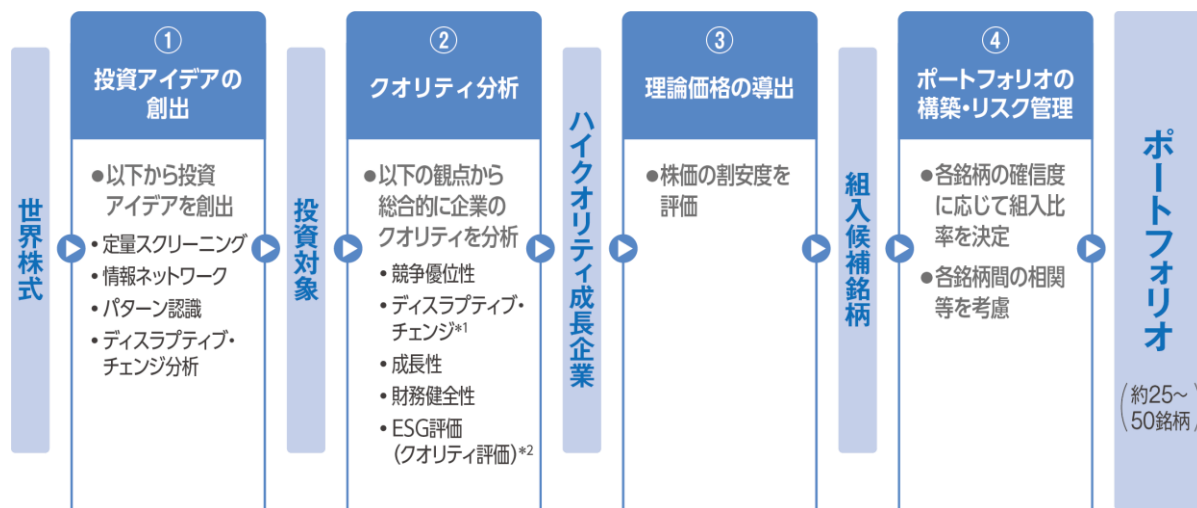 世界株式
①
投資アイデアの
創出
●以下から投資
アイデアを創出
•定量スクリーニング
•情報ネットワーク
•パターン認識
•ディスラプティブ・
チェンジ分析
投資対象
②
クオリティ分析
●以下の観点から
総合的に企業の
クオリティを分析
•競争優位性
•ディスラプティブ・
チェンジ*1
•成長性
•財務健全性
•ESG評価
(クオリティ評価)*2
ハイクオリティ成長企業
③
理論価格の導出
●株価の割安度を
評価
組入候補銘柄
④
ポートフォリオの
構築・リスク管理
●各銘柄の確信度
に応じて組入比
率を決定
●各銘柄間の相関
等を考慮
ポートフォリオ
(約25~
50銘柄)